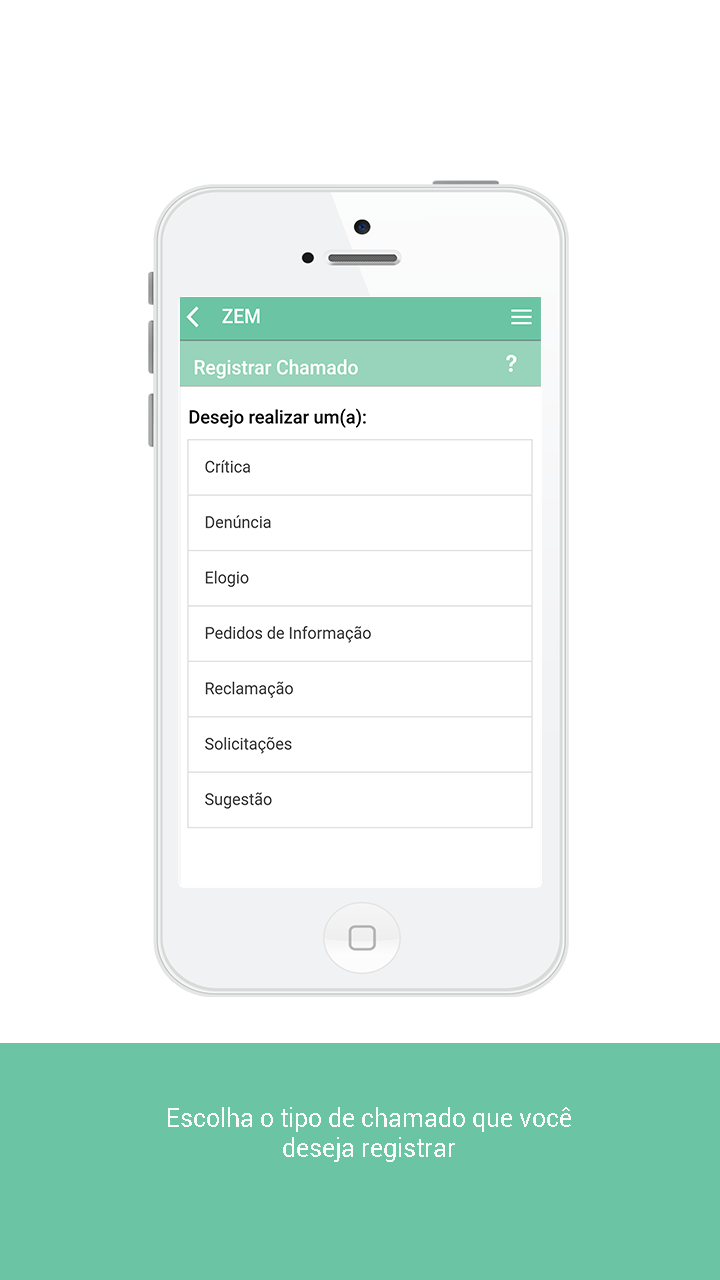 ZEM
Registrar Chamado ?
Desejo realizar um(a):
Crítica
Denúncia
Elogio
Pedidos de Informação
Reclamação
Solicitações
Sugestão
Escolha o tipo de chamado que você
deseja registrar